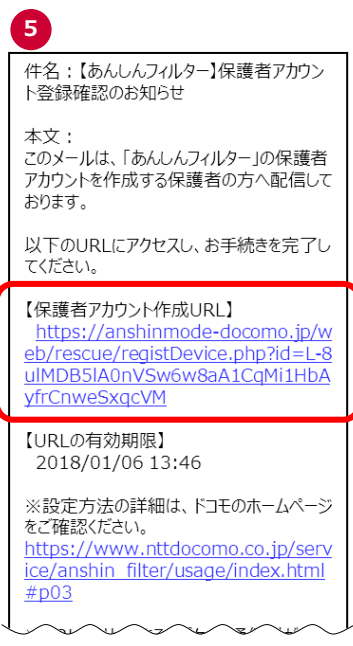 5
件名：【あんしんフィルター】保護者アカウン
ト登録確認のお知らせ
本文：
このメールは、「あんしんフィルター」の保護者
アカウントを作成する保護者の方へ配信して
おります。
以下のURLにアクセスし、お手続きを完了し
てください。
【保護者アカウント作成URL】
https://anshinmode-docomo.jp/w
eb/rescue/registDevice.php?id=L-8
ulMDB5lA0nVSw6w8aA1CqMi1HbA
yfrCnweSxqcVM
【URLの有効期限】
2018/01/06 13:46
※設定方法の詳細は、ドコモのホームページ
をご確認ください。
https://www.nttdocomo.co.jp/serv
ice/anshin_filter/usage/index.html
#p03